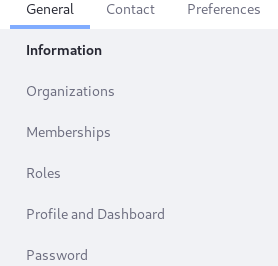 General Contact Preferences
Information
Organizations
Memberships
Roles
Profile and Dashboard
Password